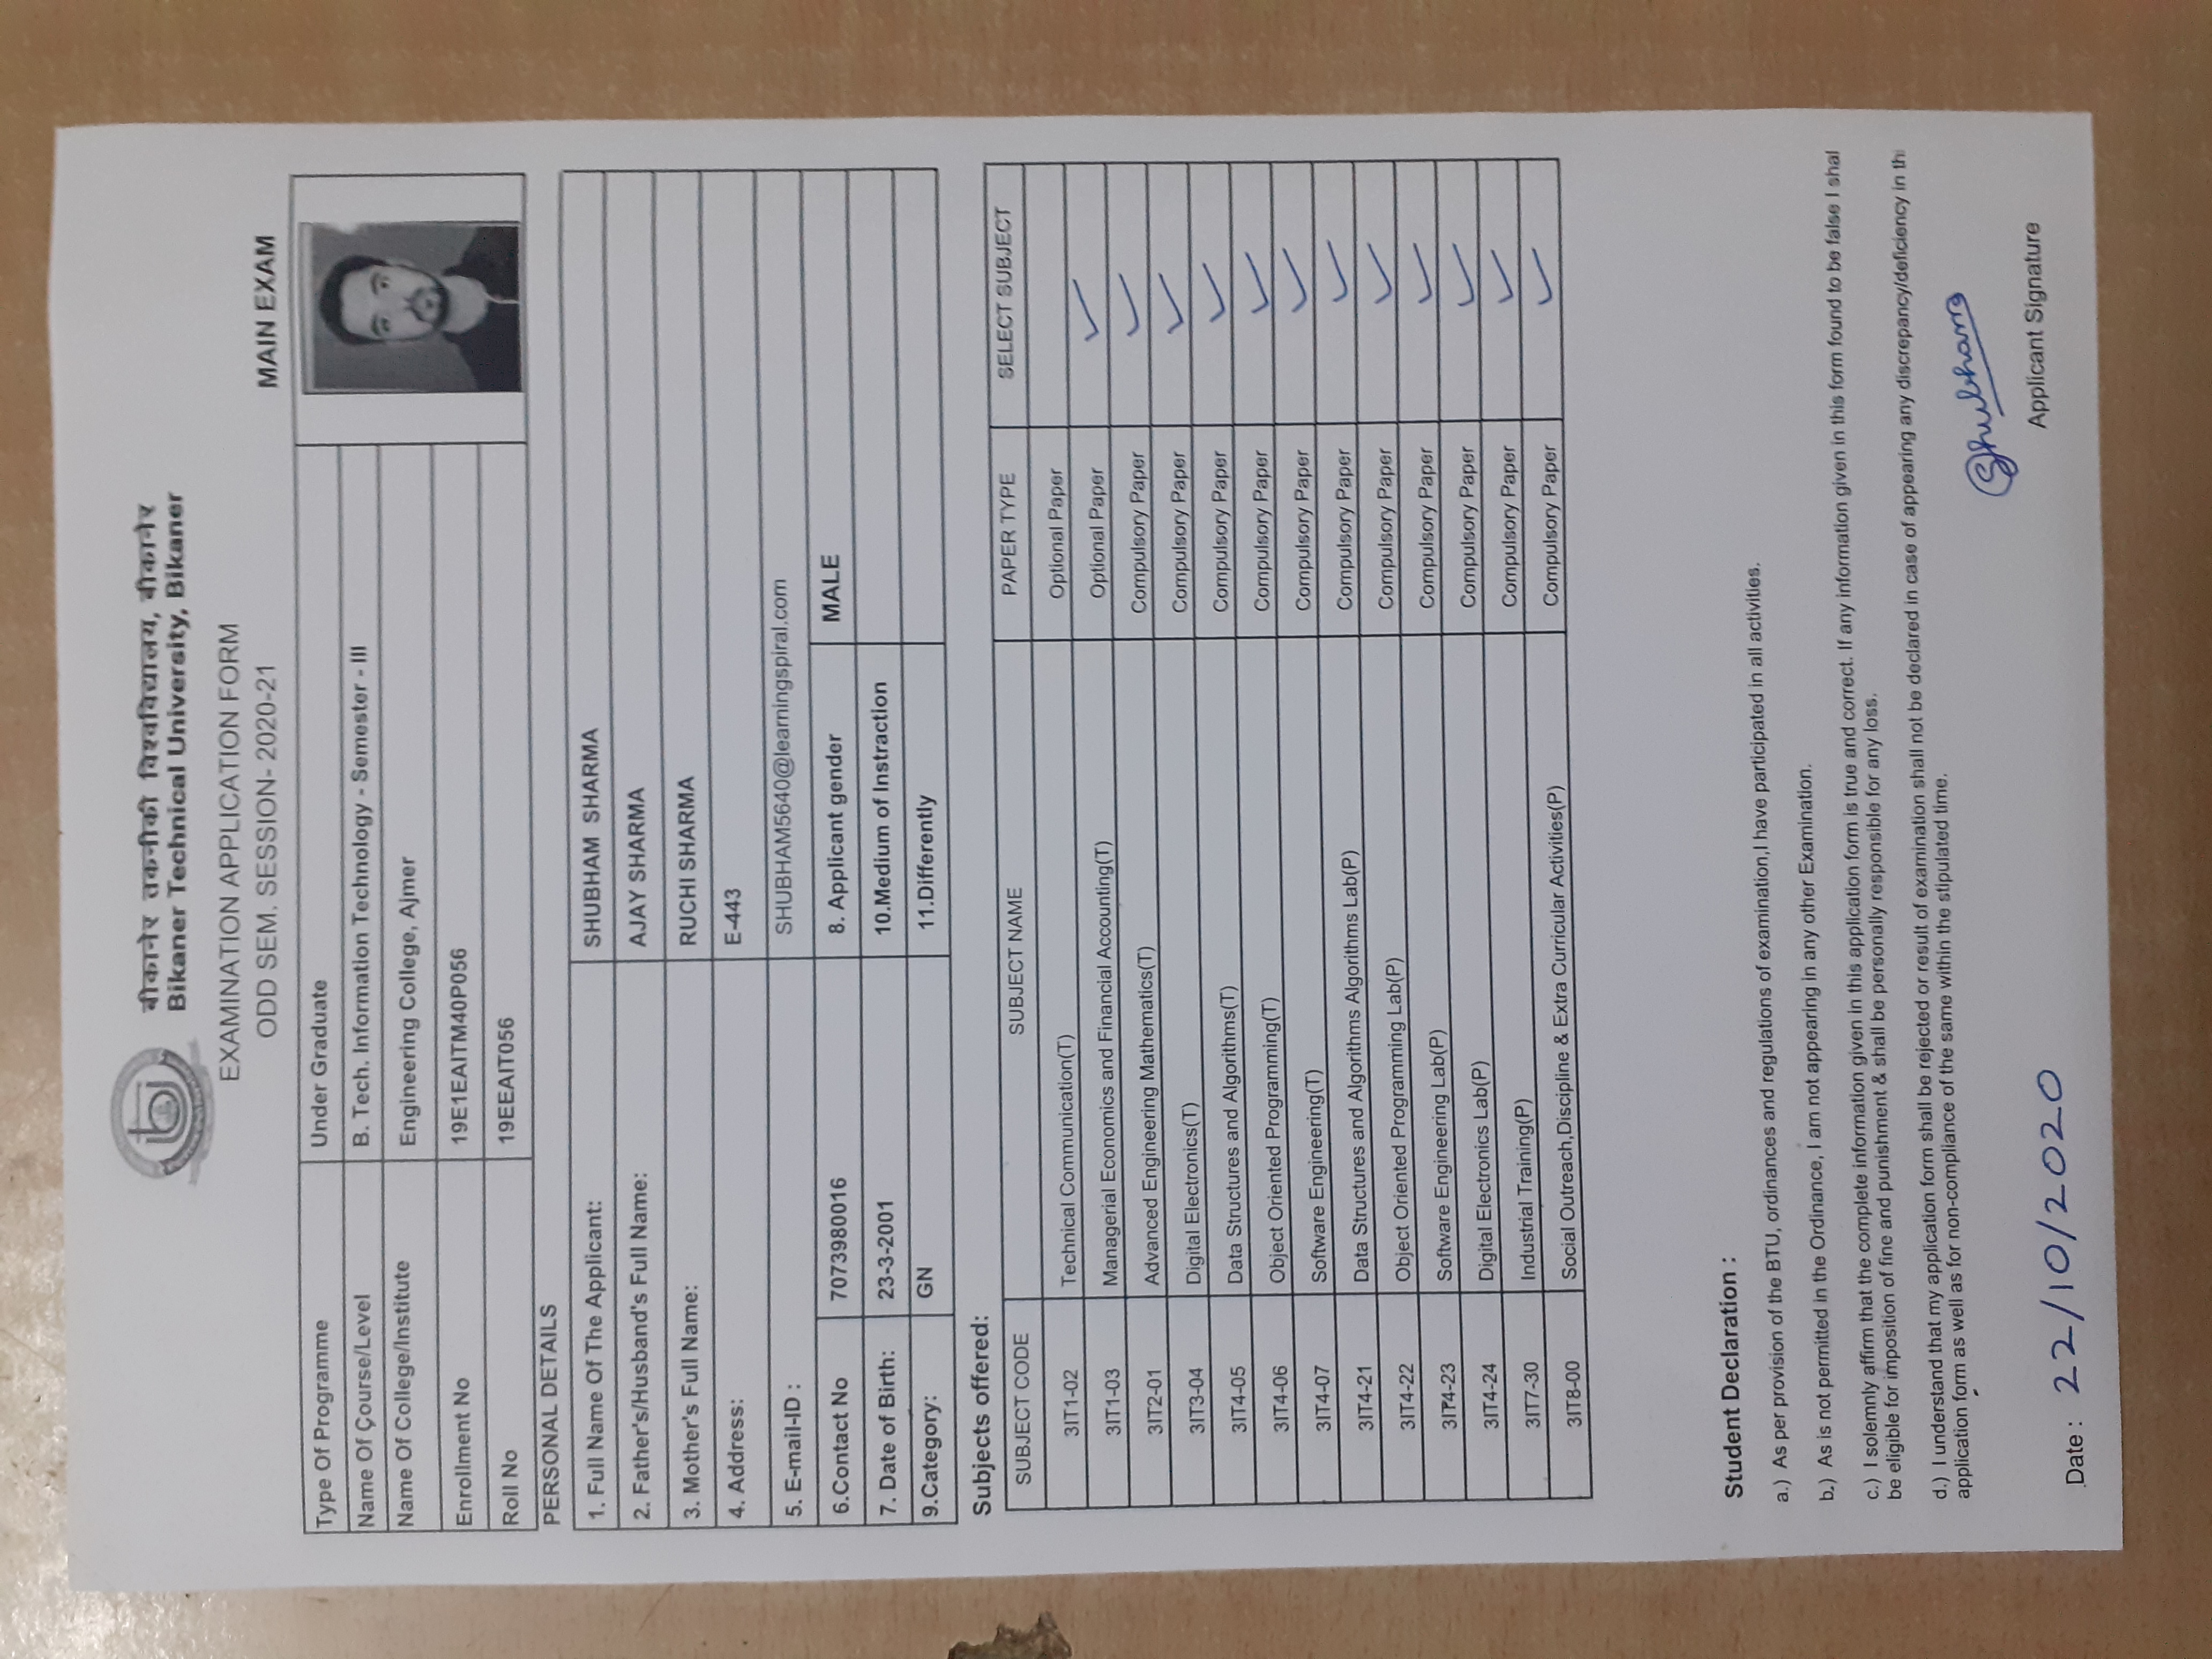 बीकानेर तकनीकी विश्वविद्यालय, बीकानेर
Bikaner Technical University, Bikaner
EXAMINATION APPLICATION FORM
ODD SEM. SESSION- 2020-21
MAIN EXAM
Type Of Programme Under Graduate
Name Of Course/Level B. Tech. Information Technology - Semester - III
Name Of College/Institute Engineering College, Ajmer
Enrollment No 19E1EAITM40P056
Roll No 19EEAIT056
PERSONAL DETAILS
1. Full Name Of The Applicant: SHUBHAM SHARMA
2. Father's/Husband's Full Name: AJAY SHARMA
3. Mother's Full Name: RUCHI SHARMA
4. Address: E-443
5. E-mail-ID : SHUBHAM5640@learningspiral.com
6.Contact No 7073980016 8. Applicant gender MALE
7. Date of Birth: 23-3-2001 10.Medium of Instraction
9.Category: GN 11.Differently
Subjects offered:
SUBJECT CODE SUBJECT NAME PAPER TYPE SELECT SUBJECT
3IT1-02 Technical Communication(T) Optional Paper
3IT1-03 Managerial Economics and Financial Accounting(T) Optional Paper ✓
3IT2-01 Advanced Engineering Mathematics(T) Compulsory Paper ✓
3IT3-04 Digital Electronics(T) Compulsory Paper ✓
3IT4-05 Data Structures and Algorithms(T) Compulsory Paper ✓
3IT4-06 Object Oriented Programming(T) Compulsory Paper ✓
3IT4-07 Software Engineering(T) Compulsory Paper ✓
3IT4-21 Data Structures and Algorithms Algorithms Lab(P) Compulsory Paper ✓
3IT4-22 Object Oriented Programming Lab(P) Compulsory Paper ✓
3IT4-23 Software Engineering Lab(P) Compulsory Paper ✓
3IT4-24 Digital Electronics Lab(P) Compulsory Paper ✓
3IT7-30 Industrial Training(P) Compulsory Paper ✓
3IT8-00 Social Outreach,Discipline & Extra Curricular Activities(P) Compulsory Paper ✓
Student Declaration :
a.) As per provision of the BTU, ordinances and regulations of examination,I have participated in all activities.
b.) As is not permitted in the Ordinance, I am not appearing in any other Examination.
c.) I solemnly affirm that the complete information given in this application form is true and correct. If any information given in this form found to be false I shal
be eligible for imposition of fine and punishment & shall be personally responsible for any loss.
d.) I understand that my application form shall be rejected or result of examination shall not be declared in case of appearing any discrepancy/deficiency in th
application form as well as for non-compliance of the same within the stipulated time.
Shubham
Applicant Signature
Date : 22/10/2020